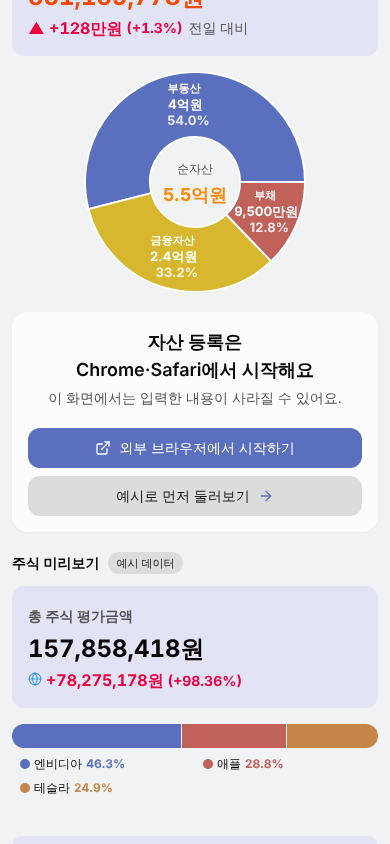 ▲ +128만원 (+1.3%) 전일 대비
부동산
4억원
54.0%
순자산
5.5억원
부채
9,500만원
12.8%
금융자산
2.4억원
33.2%
자산 등록은
Chrome·Safari에서 시작해요
이 화면에서는 입력한 내용이 사라질 수 있어요.
외부 브라우저에서 시작하기
예시로 먼저 둘러보기 →
주식 미리보기 예시 데이터
총 주식 평가금액
157,858,418원
+78,275,178원 (+98.36%)
엔비디아 46.3% 애플 28.8%
테슬라 24.9%